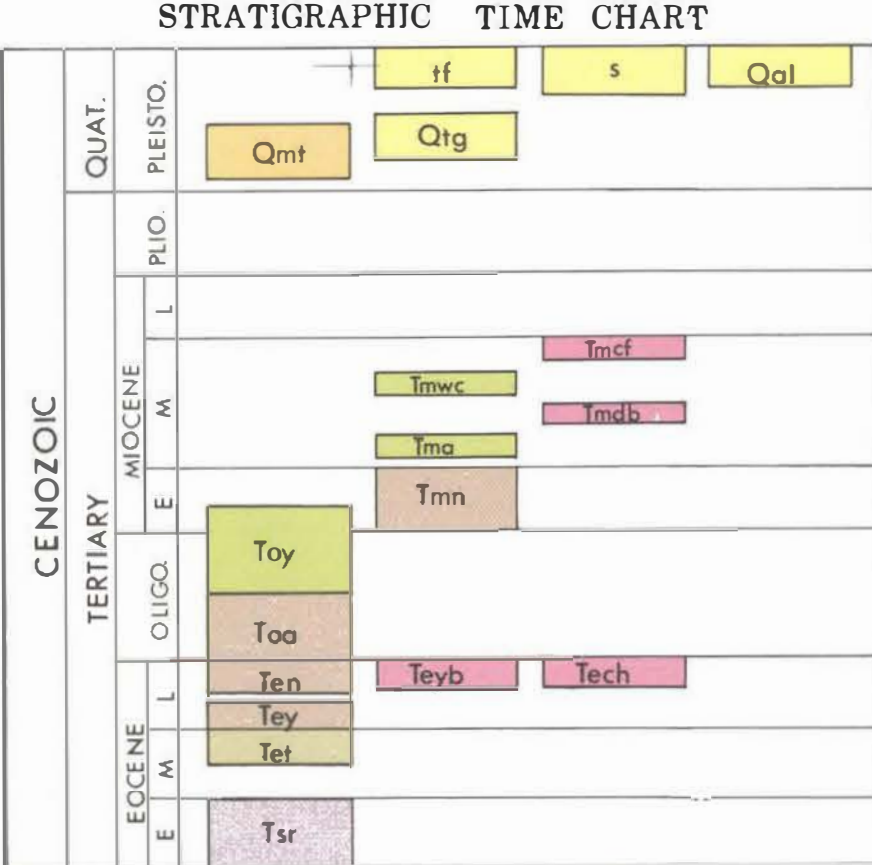 STRATIGRAPHIC TIME CHART
CENOZOIC
QUAT.
TERTIARY
PLEISTO.
PLIO.
MIOCENE
L
M
E
OLIGO.
EOCENE
L
M
E
tf
s
Qal
Qmt
Qtg
Tmcf
Tmwc
Tmdb
Tma
Tmn
Toy
Toa
Ten
Teyb
Tech
Tey
Tet
Tsr